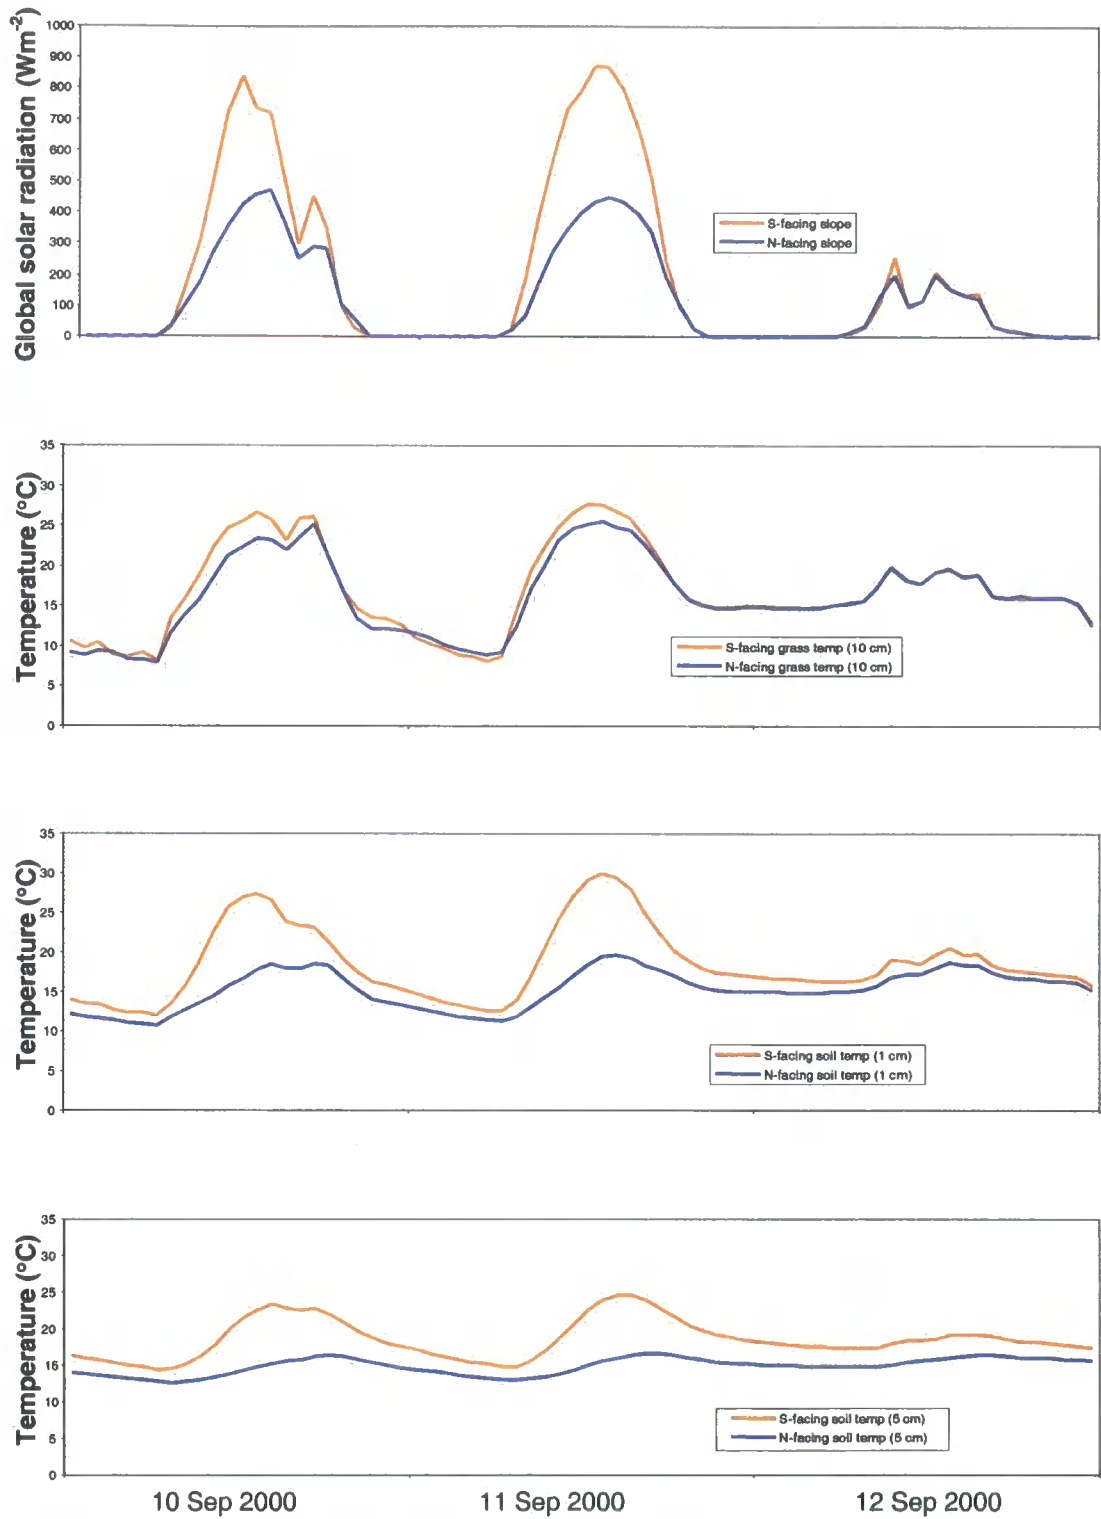 Global solar radiation (Wm-2)
1000
900
800
700
600
500
400
300
200
100
0
S-facing slope
N-facing slope
Temperature (°C)
35
30
25
20
15
10
5
0
S-facing grass temp (10 cm)
N-facing grass temp (10 cm)
Temperature (°C)
35
30
25
20
15
10
5
0
S-facing soil temp (1 cm)
N-facing soil temp (1 cm)
Temperature (°C)
35
30
25
20
15
10
5
0
S-facing soil temp (5 cm)
N-facing soil temp (5 cm)
10 Sep 2000
11 Sep 2000
12 Sep 2000